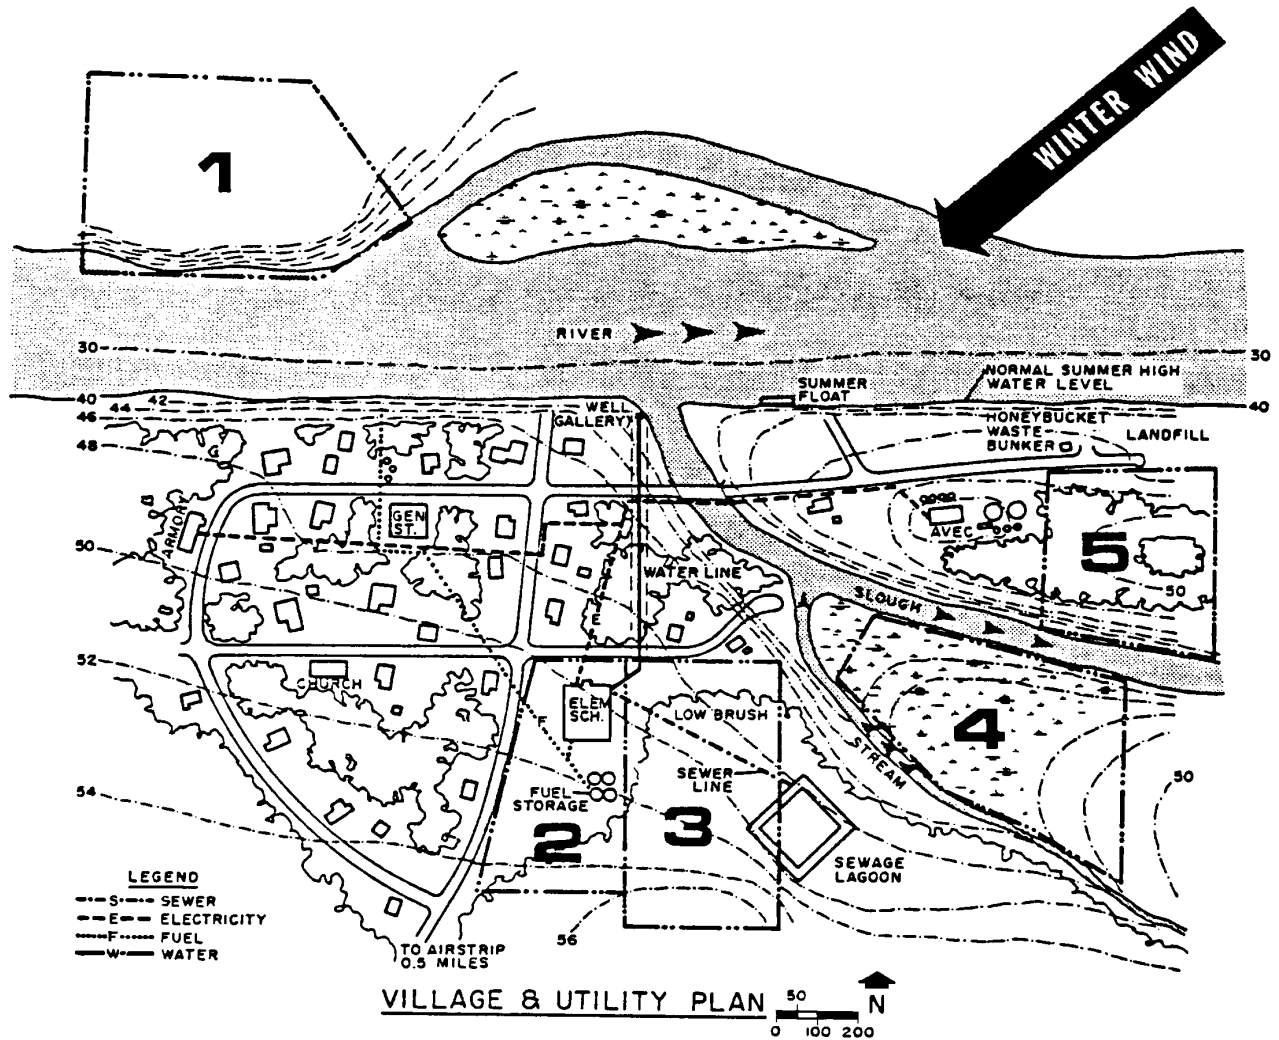 WINTER WIND
1
RIVER
30
30
NORMAL SUMMER HIGH
WATER LEVEL
SUMMER
FLOAT
40
42
44
46
48
40
WELL
(GALLERY)
HONEYBUCKET
WASTE
BUNKER
LANDFILL
ARMORY
GEN
ST.
AVEC
5
50
50
WATER LINE
E
SLOUGH
52
CHURCH
ELEM
SCH.
LOW BRUSH
4
F
STREAM
SEWER
LINE
50
54
FUEL
STORAGE
2
3
SEWAGE
LAGOON
LEGEND
S SEWER
E ELECTRICITY
F FUEL
W WATER
56
TO AIRSTRIP
0.5 MILES
VILLAGE & UTILITY PLAN
50
0 100 200
N